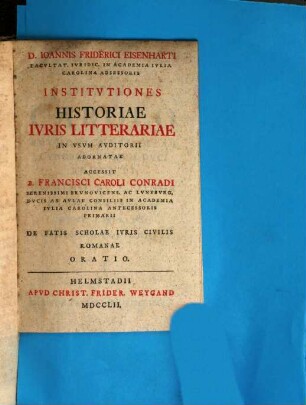 D. IOANNIS FRIDERICI EISENHARTI
FACVLTAT. IVRIDIC. IN ACADEMIA IVLIA
CAROLINA ADSESSORIS
INSTITVTIONES
HISTORIAE
IVRIS LITTERARIAE
IN VSVM AVDITORII
ADORNATAE
ACCESSIT
B. FRANCISCI CAROLI CONRADI
SERENISSIMI BRVNOVICENS. AC LVNEBVRG.
DVCIS AB AVLAE CONSILIIS IN ACADEMIA
IVLIA CAROLINA ANTECESSORIS
PRIMARII
DE FATIS SCHOLAE IVRIS CIVILIS
ROMANAE
ORATIO.
HELMSTADII
APVD CHRIST. FRIDER. WEYGAND
MDCCLII.